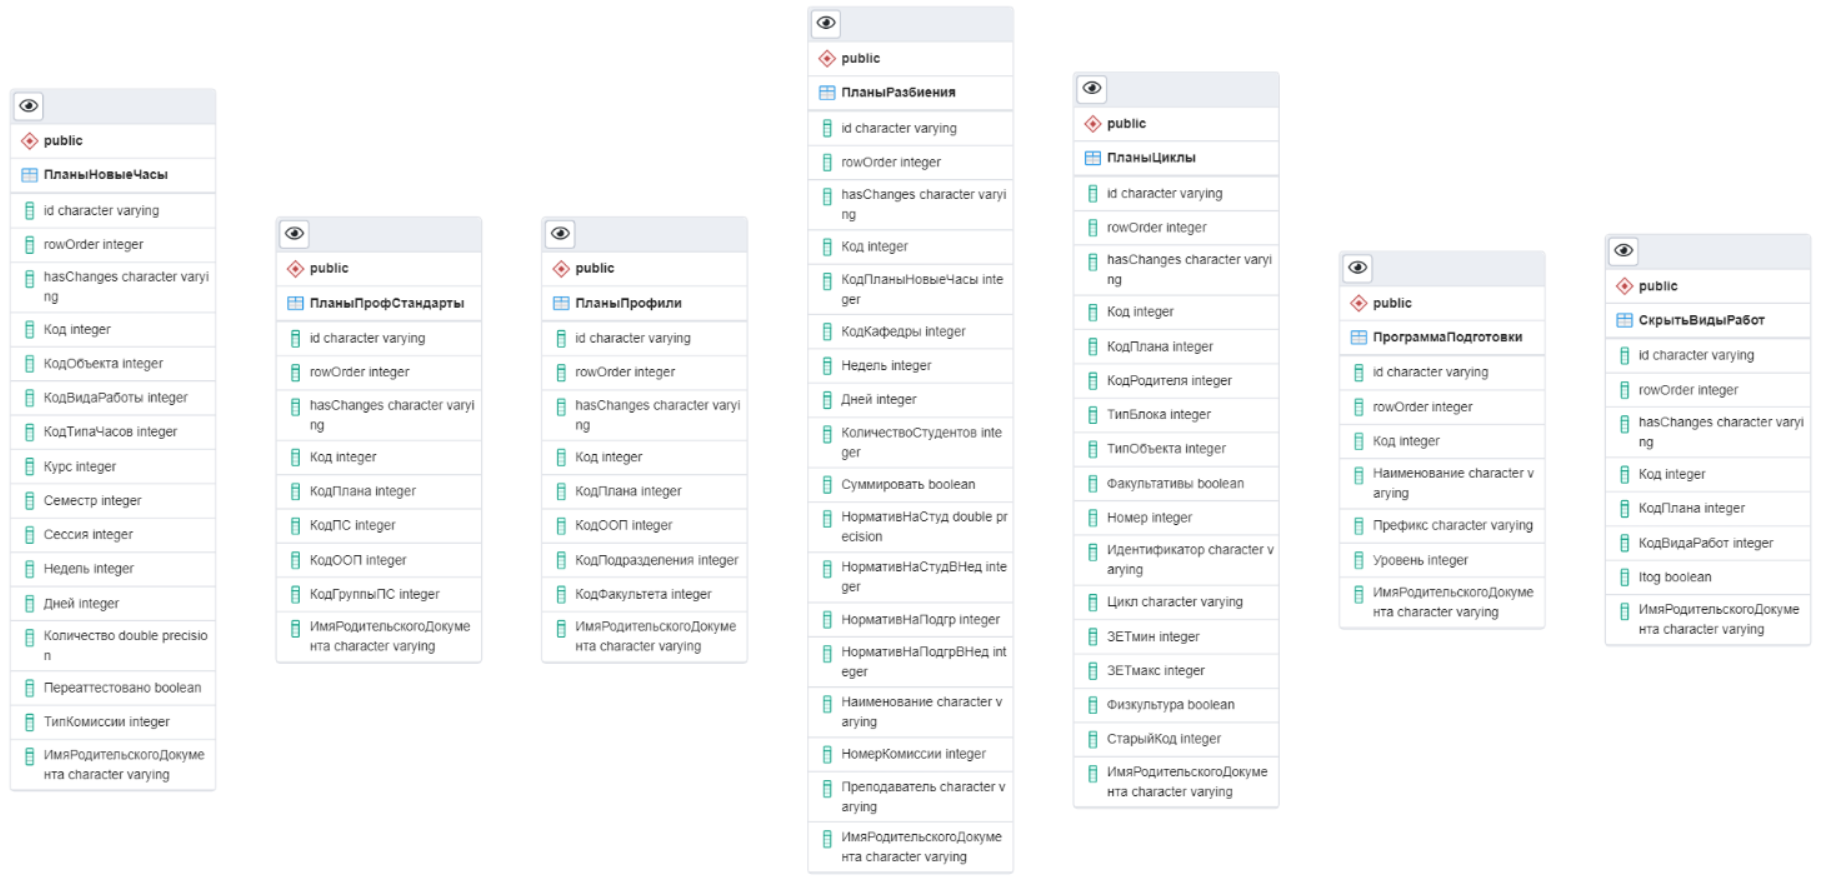 public
ПланыНовыеЧасы
id character varying
rowOrder integer
hasChanges character varyi
ng
Код integer
КодОбъекта integer
КодВидаРаботы integer
КодТипаЧасов integer
Курс integer
Семестр integer
Сессия integer
Недель integer
Дней integer
Количество double precisio
n
Переаттестовано boolean
ТипКомиссии integer
ИмяРодительскогоДокуме
нта character varying
public
ПланыПрофСтандарты
id character varying
rowOrder integer
hasChanges character varyi
ng
Код integer
КодПлана integer
КодПС integer
КодООП integer
КодГруппыПС integer
ИмяРодительскогоДокуме
нта character varying
public
ПланыПрофили
id character varying
rowOrder integer
hasChanges character varyi
ng
Код integer
КодПлана integer
КодООП integer
КодПодразделения integer
КодФакультета integer
ИмяРодительскогоДокуме
нта character varying
public
ПланыРазбиения
id character varying
rowOrder integer
hasChanges character varyi
ng
Код integer
КодПланыНовыеЧасы inte
ger
КодКафедры integer
Недель integer
Дней integer
КоличествоСтудентов inte
ger
Суммировать boolean
НормативНаСтуд double pr
ecision
НормативНаСтудВНед inte
ger
НормативНаПодгр integer
НормативНаПодгрВНед int
eger
Наименование character v
arying
НомерКомиссии integer
Преподаватель character v
arying
ИмяРодительскогоДокуме
нта character varying
public
ПланыЦиклы
id character varying
rowOrder integer
hasChanges character varyi
ng
Код integer
КодПлана integer
КодРодителя integer
ТипБлока integer
ТипОбъекта integer
Факультативы boolean
Номер integer
Идентификатор character v
arying
Цикл character varying
ЗЕТмин integer
ЗЕТмакс integer
Физкультура boolean
СтарыйКод integer
ИмяРодительскогоДокуме
нта character varying
public
ПрограммаПодготовки
id character varying
rowOrder integer
Код integer
Наименование character v
arying
Префикс character varying
Уровень integer
ИмяРодительскогоДокуме
нта character varying
public
СкрытьВидыРабот
id character varying
rowOrder integer
hasChanges character varyi
ng
Код integer
КодПлана integer
КодВидаРабот integer
Itog boolean
ИмяРодительскогоДокуме
нта character varying